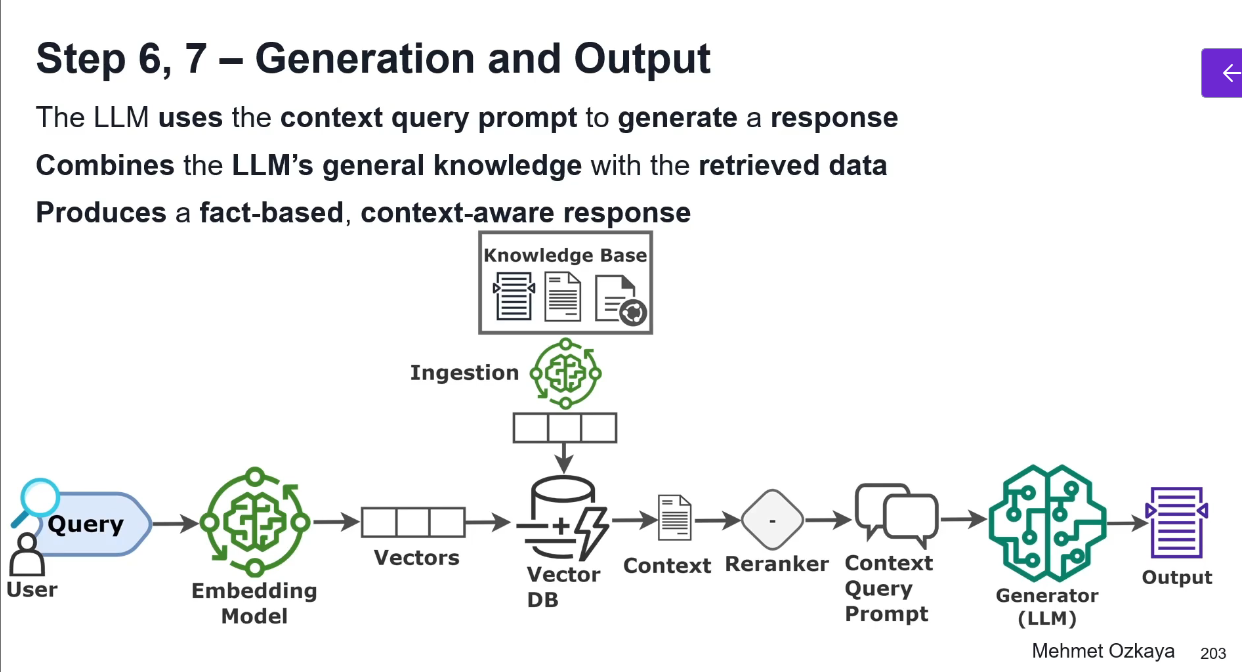 Step 6, 7 – Generation and Output
The LLM uses the context query prompt to generate a response
Combines the LLM’s general knowledge with the retrieved data
Produces a fact-based, context-aware response
Knowledge Base
Ingestion
Query
User
Embedding
Model
Vectors
Vector
DB
Context
Reranker
Context
Query
Prompt
Generator
(LLM)
Output
Mehmet Ozkaya
203